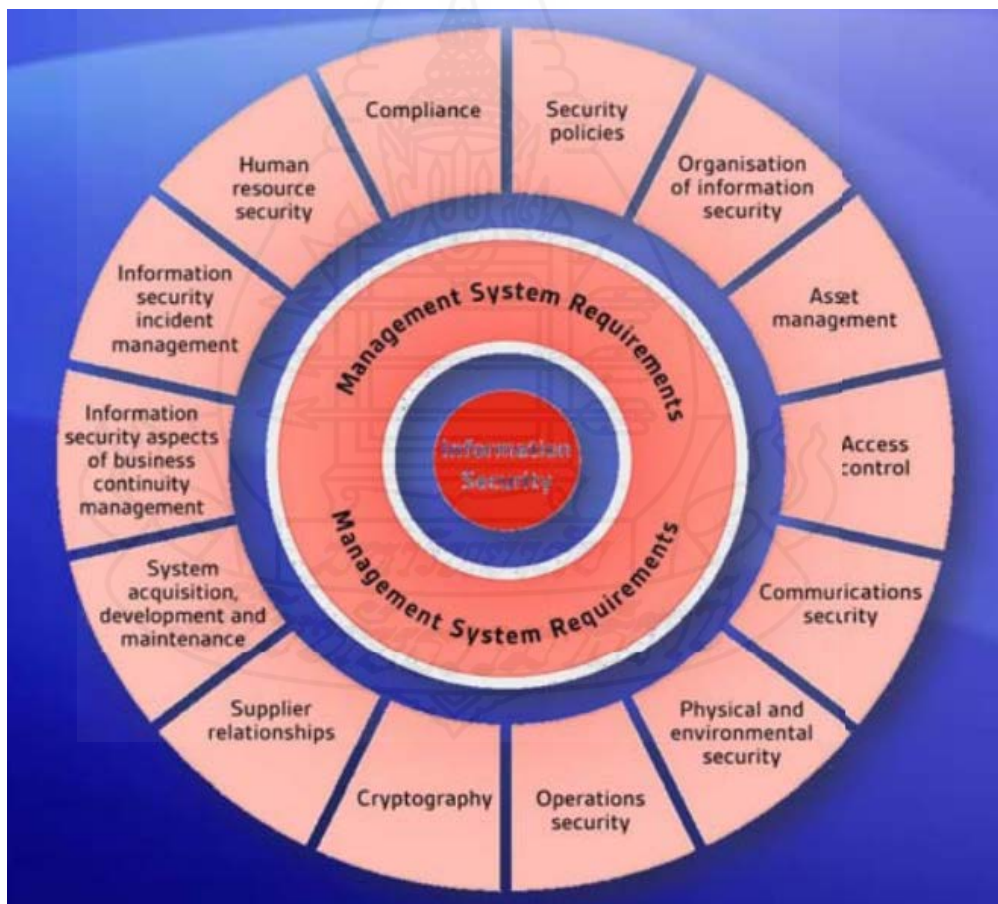 Compliance
Security
policies
Organisation
of information
security
Asset
management
Access
control
Communications
security
Physical and
environmental
security
Operations
security
Cryptography
Supplier
relationships
System
acquisition,
development and
maintenance
Information
security aspects
of business
continuity
management
Information
security
incident
management
Human
resource
security
Management System Requirements
Information
Security
Management System Requirements